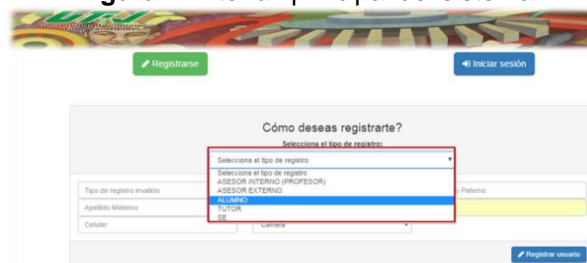 Registrarse
Iniciar sesión
Cómo deseas registrarte?
Selecciona el tipo de registro:
Selecciona el tipo de registro
Selecciona el tipo de registro
ASESOR INTERNO (PROFESOR)
ASESOR EXTERNO
ALUMNO
TUTOR
SE
Tipo de registro invalido
Paterno
Apellido Materno
Celular
Carrera
Registrar usuario